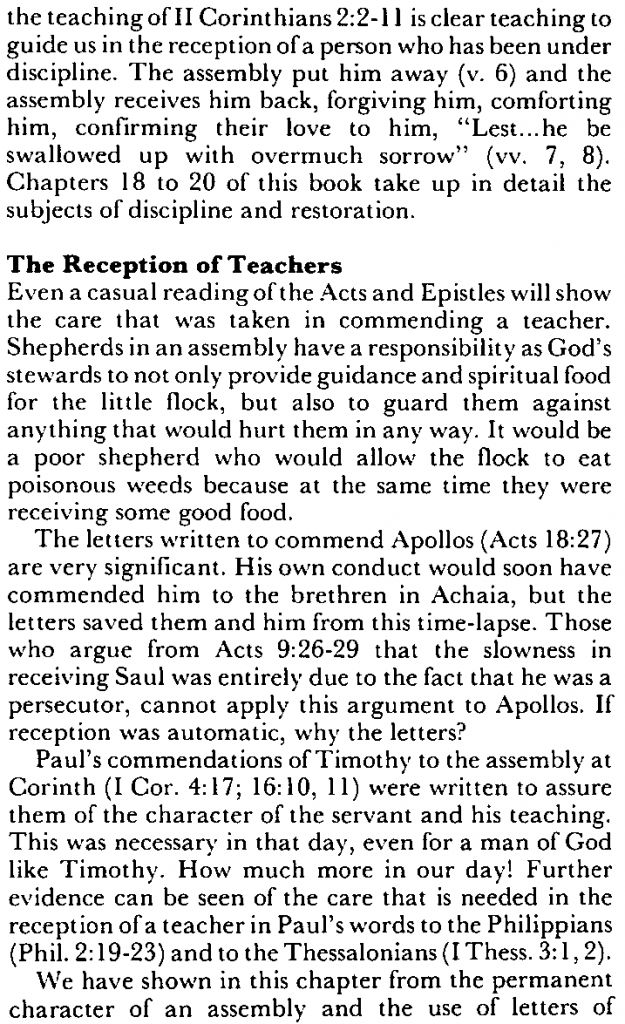 the teaching of II Corinthians 2:2-11 is clear teaching to
guide us in the reception of a person who has been under
discipline. The assembly put him away (v. 6) and the
assembly receives him back, forgiving him, comforting
him, confirming their love to him, “Lest...he be
swallowed up with overmuch sorrow” (vv. 7, 8).
Chapters 18 to 20 of this book take up in detail the
subjects of discipline and restoration.
The Reception of Teachers
Even a casual reading of the Acts and Epistles will show
the care that was taken in commending a teacher.
Shepherds in an assembly have a responsibility as God’s
stewards to not only provide guidance and spiritual food
for the little flock, but also to guard them against
anything that would hurt them in any way. It would be
a poor shepherd who would allow the flock to eat
poisonous weeds because at the same time they were
receiving some good food.
The letters written to commend Apollos (Acts 18:27)
are very significant. His own conduct would soon have
commended him to the brethren in Achaia, but the
letters saved them and him from this time-lapse. Those
who argue from Acts 9:26-29 that the slowness in
receiving Saul was entirely due to the fact that he was a
persecutor, cannot apply this argument to Apollos. If
reception was automatic, why the letters?
Paul’s commendations of Timothy to the assembly at
Corinth (I Cor. 4:17; 16:10, 11) were written to assure
them of the character of the servant and his teaching.
This was necessary in that day, even for a man of God
like Timothy. How much more in our day! Further
evidence can be seen of the care that is needed in the
reception of a teacher in Paul’s words to the Philippians
(Phil. 2:19-23) and to the Thessalonians (I Thess. 3:1, 2).
We have shown in this chapter from the permanent
character of an assembly and the use of letters of